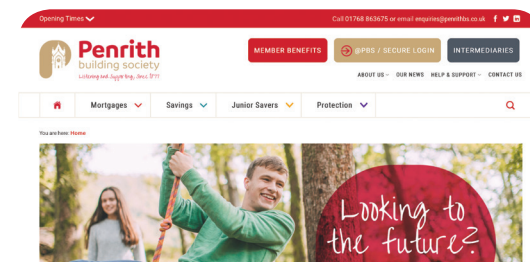 Opening Times
Call 01768 863675 or email enquiries@penrithbs.co.uk
Penrith
building society
Listening and Supporting, Since 1877
MEMBER BENEFITS
@PBS / SECURE LOGIN
INTERMEDIARIES
ABOUT US
OUR NEWS
HELP & SUPPORT
CONTACT US
Mortgages
Savings
Junior Savers
Protection
You are here: Home
Looking to
the future?